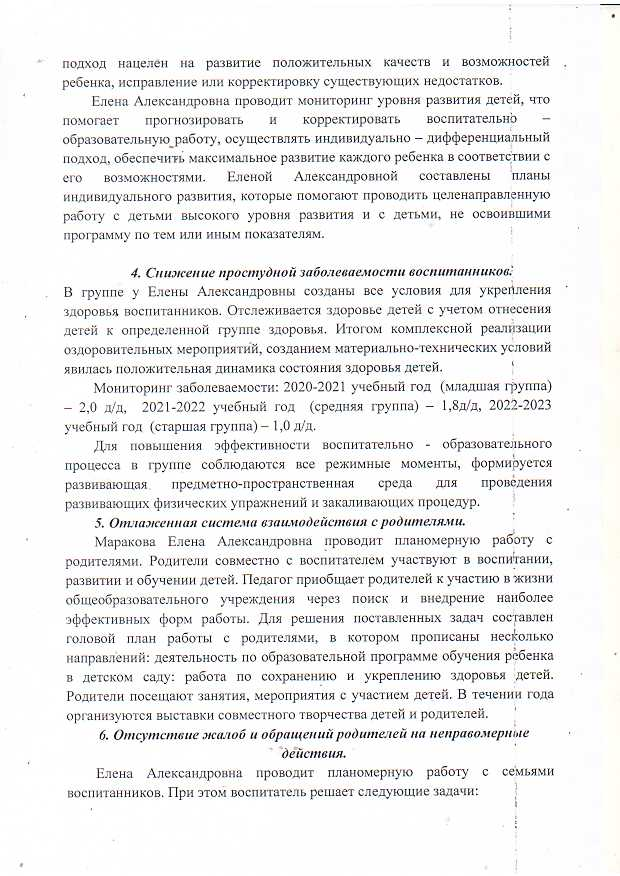 подход нацелен на развитие положительных качеств и возможностей
ребенка, исправление или корректировку существующих недостатков.
Елена Александровна проводит мониторинг уровня развития детей, что
помогает прогнозировать и корректировать воспитательно –
образовательную работу, осуществлять индивидуально – дифференциальный
подход, обеспечить максимальное развитие каждого ребенка в соответствии с
его возможностями. Еленой Александровной составлены планы
индивидуального развития, которые помогают проводить целенаправленную
работу с детьми высокого уровня развития и с детьми, не освоившими
программу по тем или иным показателям.
4. Снижение простудной заболеваемости воспитанников.
В группе у Елены Александровны созданы все условия для укрепления
здоровья воспитанников. Отслеживается здоровье детей с учетом отнесения
детей к определенной группе здоровья. Итогом комплексной реализации
оздоровительных мероприятий, созданием материально-технических условий
явилась положительная динамика состояния здоровья детей.
Мониторинг заболеваемости: 2020-2021 учебный год (младшая группа)
– 2,0 д/д, 2021-2022 учебный год (средняя группа) – 1,8д/д, 2022-2023
учебный год (старшая группа) – 1,0 д/д.
Для повышения эффективности воспитательно - образовательного
процесса в группе соблюдаются все режимные моменты, формируется
развивающая предметно-пространственная среда для проведения
развивающих физических упражнений и закаливающих процедур.
5. Отлаженная система взаимодействия с родителями.
Маракова Елена Александровна проводит планомерную работу с
родителями. Родители совместно с воспитателем участвуют в воспитании,
развитии и обучении детей. Педагог приобщает родителей к участию в жизни
общеобразовательного учреждения через поиск и внедрение наиболее
эффективных форм работы. Для решения поставленных задач составлен
головой план работы с родителями, в котором прописаны несколько
направлений: деятельность по образовательной программе обучения ребенка
в детском саду: работа по сохранению и укреплению здоровья детей.
Родители посещают занятия, мероприятия с участием детей. В течении года
организуются выставки совместного творчества детей и родителей.
6. Отсутствие жалоб и обращений родителей на неправомерные
действия.
Елена Александровна проводит планомерную работу с семьями
воспитанников. При этом воспитатель решает следующие задачи: